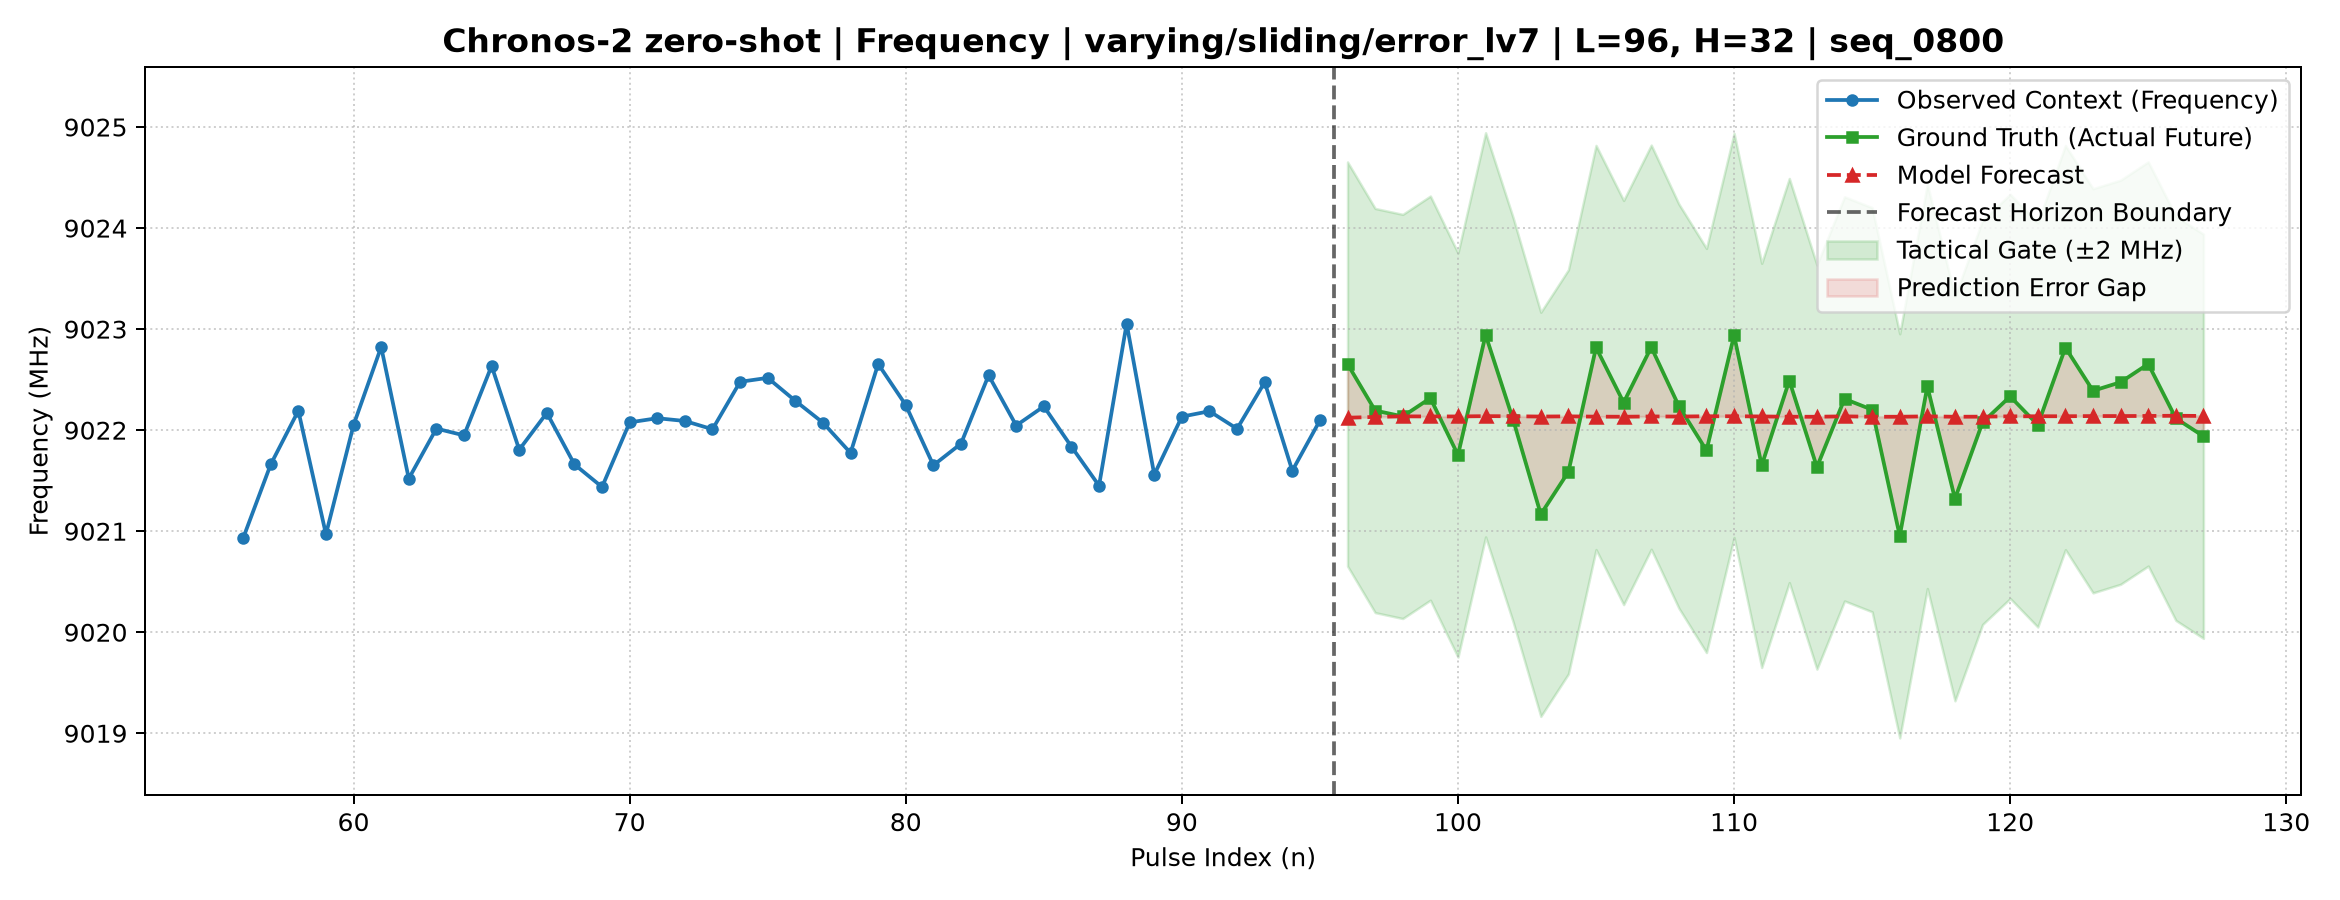 Chronos-2 zero-shot | Frequency | varying/sliding/error_lv7 | L=96, H=32 | seq_0800
Observed Context (Frequency)
Ground Truth (Actual Future)
Model Forecast
Forecast Horizon Boundary
Tactical Gate (±2 MHz)
Prediction Error Gap
Frequency (MHz)
9025
9024
9023
9022
9021
9020
9019
60 70 80 90 100 110 120 130
Pulse Index (n)